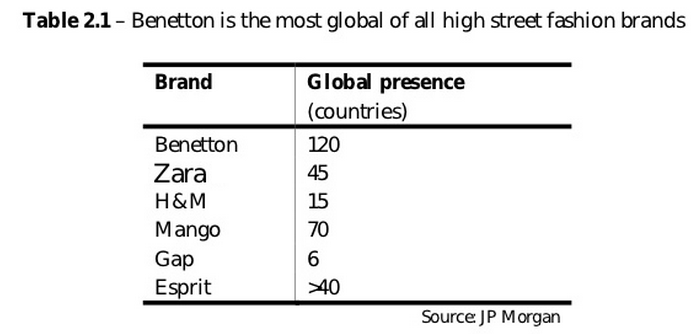 Table 2.1 – Benetton is the most global of all high street fashion brands
Brand Global presence
(countries)
Benetton 120
Zara 45
H&M 15
Mango 70
Gap 6
Esprit >40
Source: JP Morgan